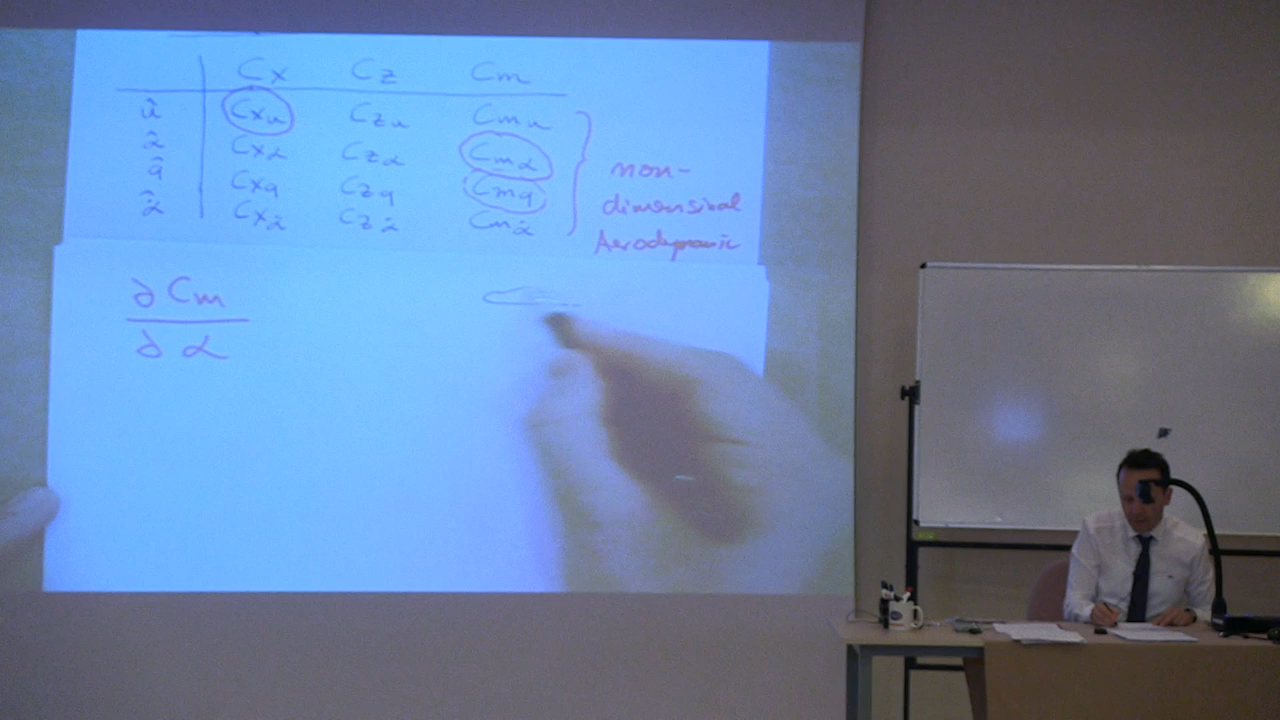 Cx Cz Cm
û Cxu Czu Cmu
α̂ Cxα Czα Cmα
q̂ Cxq Czq Cmq
α̇̂ Cxα̇ Czα̇ Cmα̇
non-
dimensional
Aerodynamic
∂Cm
∂α